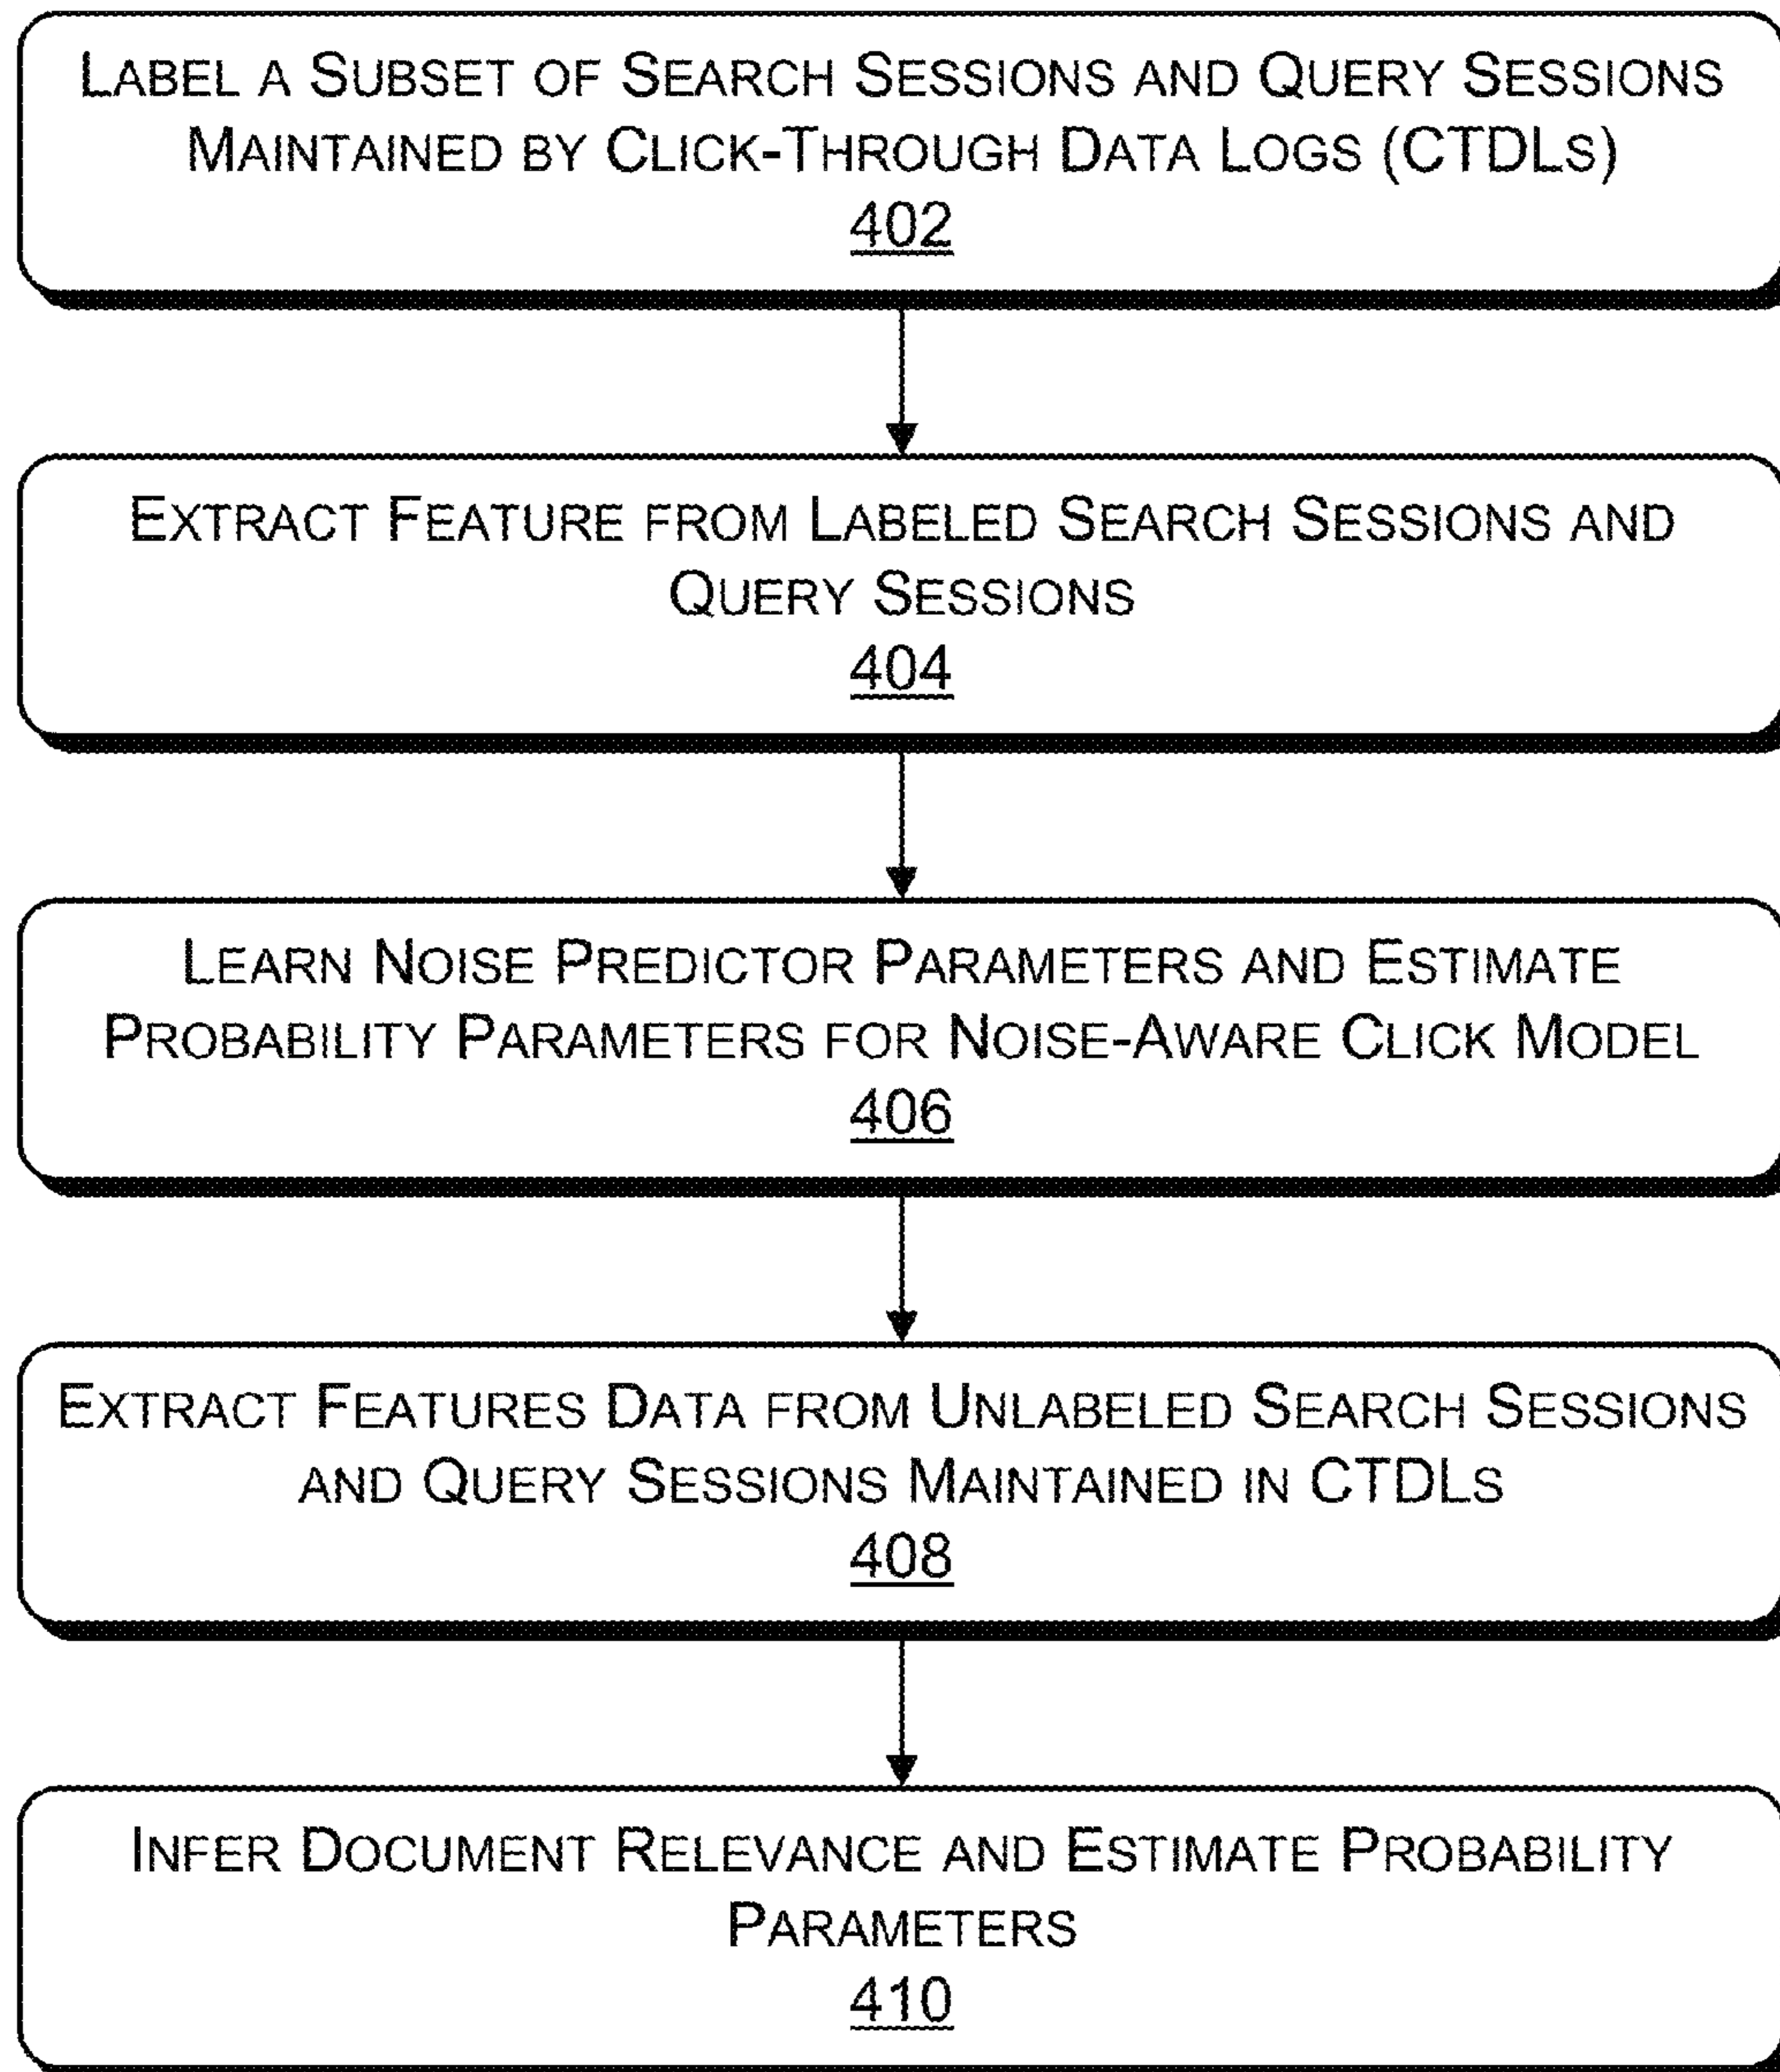 LABEL A SUBSET OF SEARCH SESSIONS AND QUERY SESSIONS
MAINTAINED BY CLICK-THROUGH DATA LOGS (CTDLS)
402
EXTRACT FEATURE FROM LABELED SEARCH SESSIONS AND
QUERY SESSIONS
404
LEARN NOISE PREDICTOR PARAMETERS AND ESTIMATE
PROBABILITY PARAMETERS FOR NOISE-AWARE CLICK MODEL
406
EXTRACT FEATURES DATA FROM UNLABELED SEARCH SESSIONS
AND QUERY SESSIONS MAINTAINED IN CTDLS
408
INFER DOCUMENT RELEVANCE AND ESTIMATE PROBABILITY
PARAMETERS
410